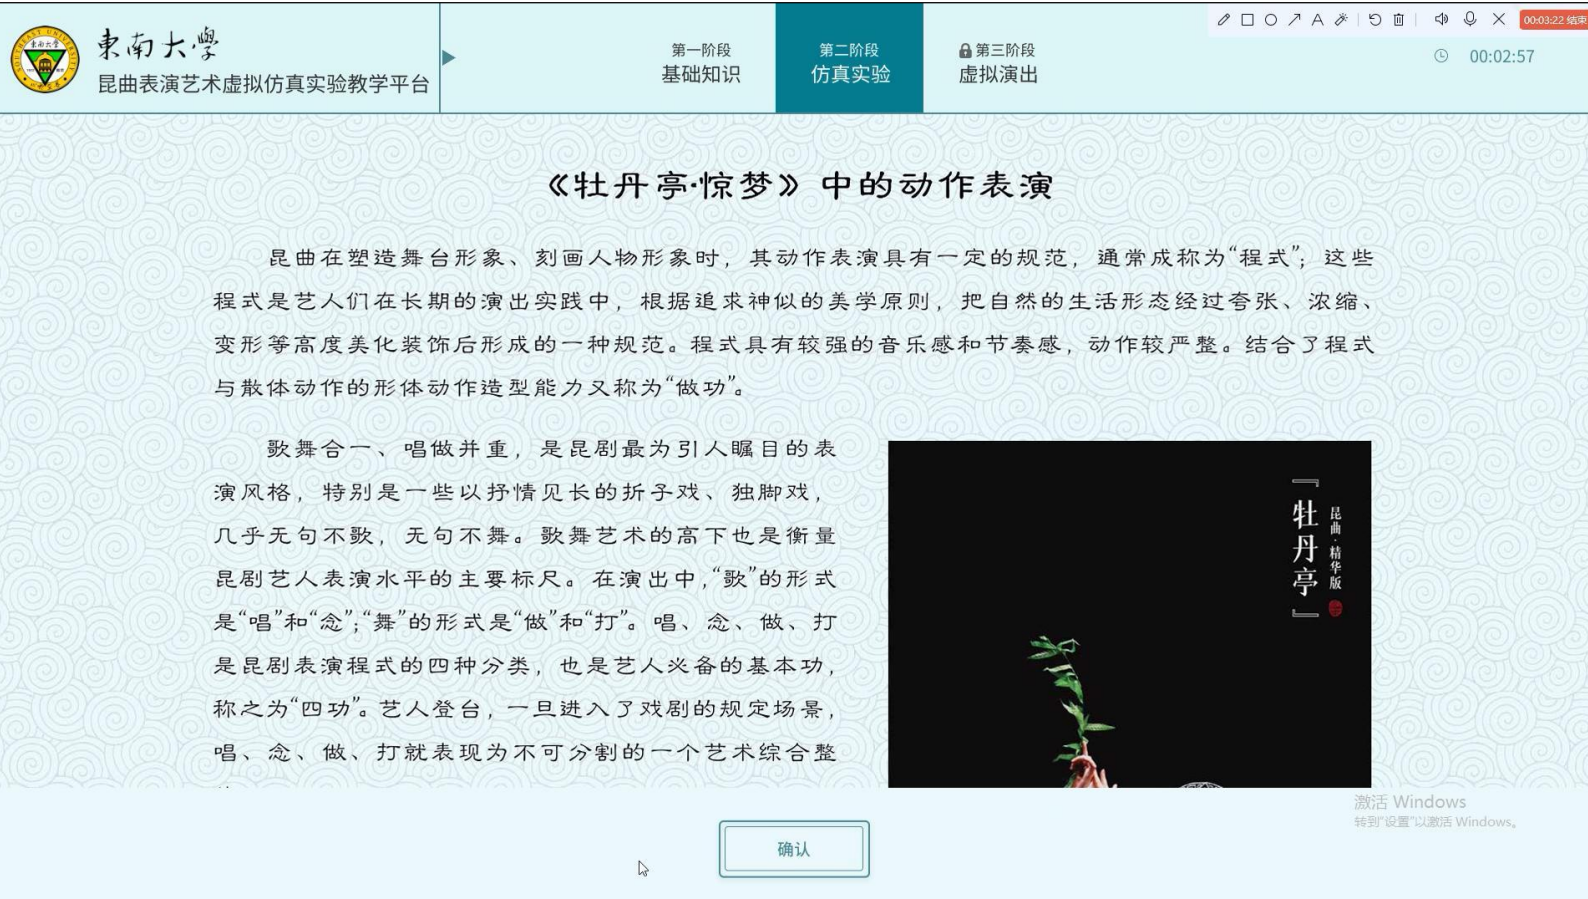 東南大學
昆曲表演艺术虚拟仿真实验教学平台
第一阶段
基础知识
第二阶段
仿真实验
第三阶段
虚拟演出
00:03:22 结束
00:02:57
《牡丹亭·惊梦》中的动作表演
昆曲在塑造舞台形象、刻画人物形象时，其动作表演具有一定的规范，通常成称为“程式”；这些
程式是艺人们在长期的演出实践中，根据追求神似的美学原则，把自然的生活形态经过夸张、浓缩、
变形等高度美化装饰后形成的一种规范。程式具有较强的音乐感和节奏感，动作较严整。结合了程式
与散体动作的形体动作造型能力又称为“做功”。
歌舞合一、唱做并重，是昆剧最为引人瞩目的表
演风格，特别是一些以抒情见长的折子戏、独脚戏，
几乎无句不歌，无句不舞。歌舞艺术的高下也是衡量
昆剧艺人表演水平的主要标尺。在演出中，“歌”的形式
是“唱”和“念”；“舞”的形式是“做”和“打”。唱、念、做、打
是昆剧表演程式的四种分类，也是艺人必备的基本功，
称之为“四功”。艺人登台，一旦进入了戏剧的规定场景，
唱、念、做、打就表现为不可分割的一个艺术综合整
『牡丹亭』
昆曲·精华版
激活 Windows
转到“设置”以激活 Windows。
确认